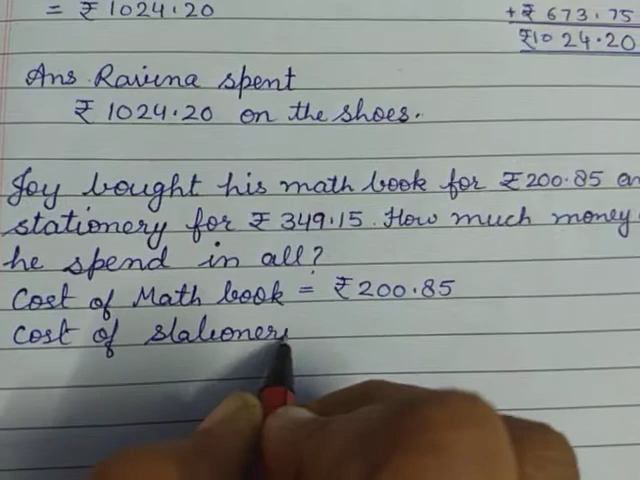 = ₹ 1024.20
+ ₹ 673.75
₹1024.20
Ans. Raveena spent
₹ 1024.20 on the shoes.
Joy bought his math book for ₹200.85
stationery for ₹ 349.15. How much money
he spend in all?
Cost of Math book = ₹200.85
Cost of stationery